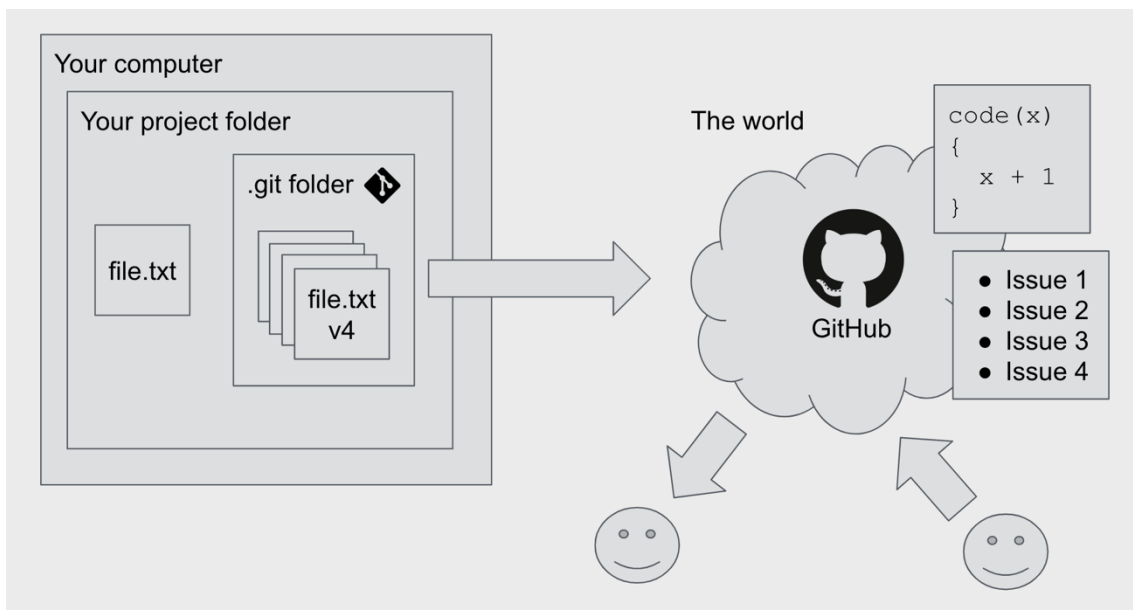 Your computer
Your project folder
.git folder
file.txt
file.txt
v4
The world
GitHub
code(x)
{
  x + 1
}
● Issue 1
● Issue 2
● Issue 3
● Issue 4